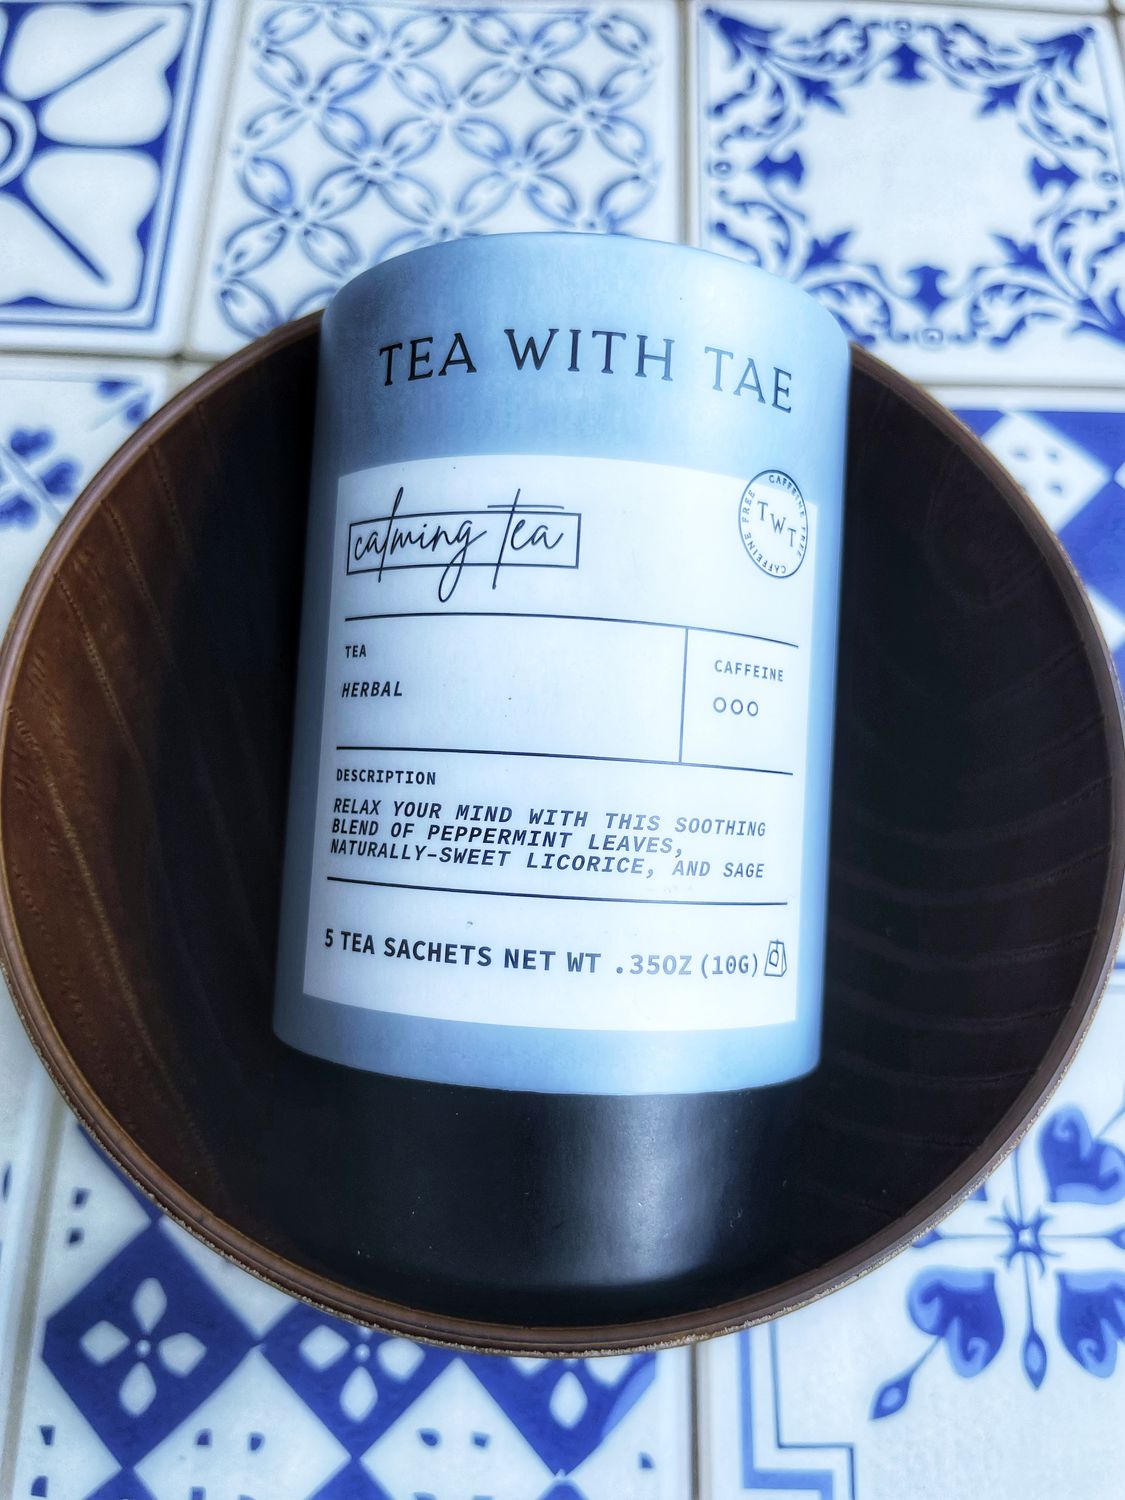 TEA WITH TAE
calming tea
CAFFEINE FREE CAFFEINE FREE
TWT
TEA
HERBAL
CAFFEINE
DESCRIPTION
RELAX YOUR MIND WITH THIS SOOTHING
BLEND OF PEPPERMINT LEAVES,
NATURALLY-SWEET LICORICE, AND SAGE
5 TEA SACHETS NET WT .35OZ (10G)